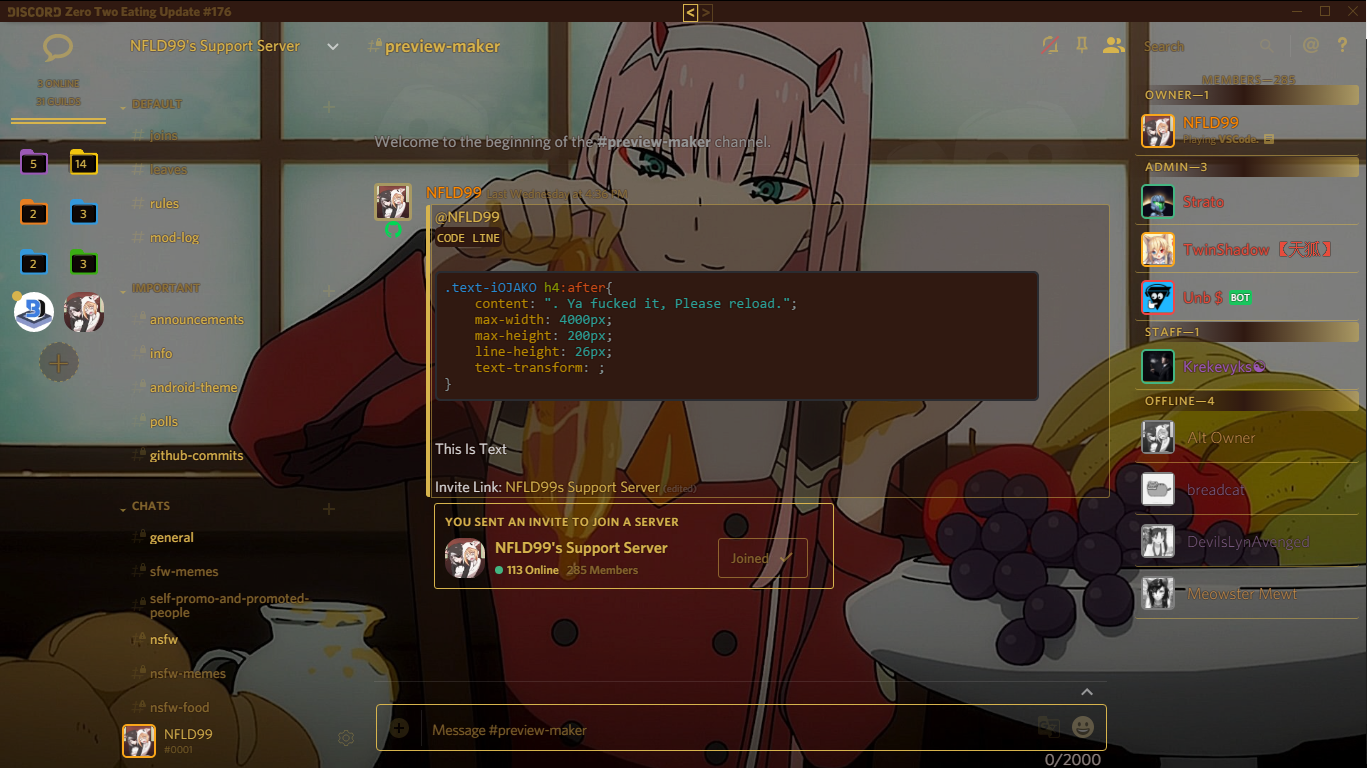 DISCORD Zero Two Eating Update #176
< >
NFLD99's Support Server
#preview-maker
Search
@ ?
3 ONLINE
31 GUILDS
5
14
2
3
2
3
DEFAULT
joins
leaves
rules
mod-log
IMPORTANT
announcements
info
android-theme
polls
github-commits
CHATS
general
sfw-memes
self-promo-and-promoted-
people
nsfw
nsfw-memes
nsfw-food
NFLD99
#0001
Welcome to the beginning of the #preview-maker channel.
NFLD99 Last Wednesday at 4:36 PM
@NFLD99
CODE LINE
.text-iOJAKO h4:after{
content: ". Ya fucked it, Please reload.";
max-width: 4000px;
max-height: 200px;
line-height: 26px;
text-transform: ;
}
This Is Text
Invite Link: NFLD99s Support Server (edited)
YOU SENT AN INVITE TO JOIN A SERVER
NFLD99's Support Server
113 Online 285 Members
Joined
Message #preview-maker
0/2000
MEMBERS—285
OWNER—1
NFLD99
Playing VSCode.
ADMIN—3
Strato
TwinShadow 【天狐】
Unb $ BOT
STAFF—1
Krekevyks☯
OFFLINE—4
Alt Owner
breadcat
DevilsLynAvenged
Meowster Mewt